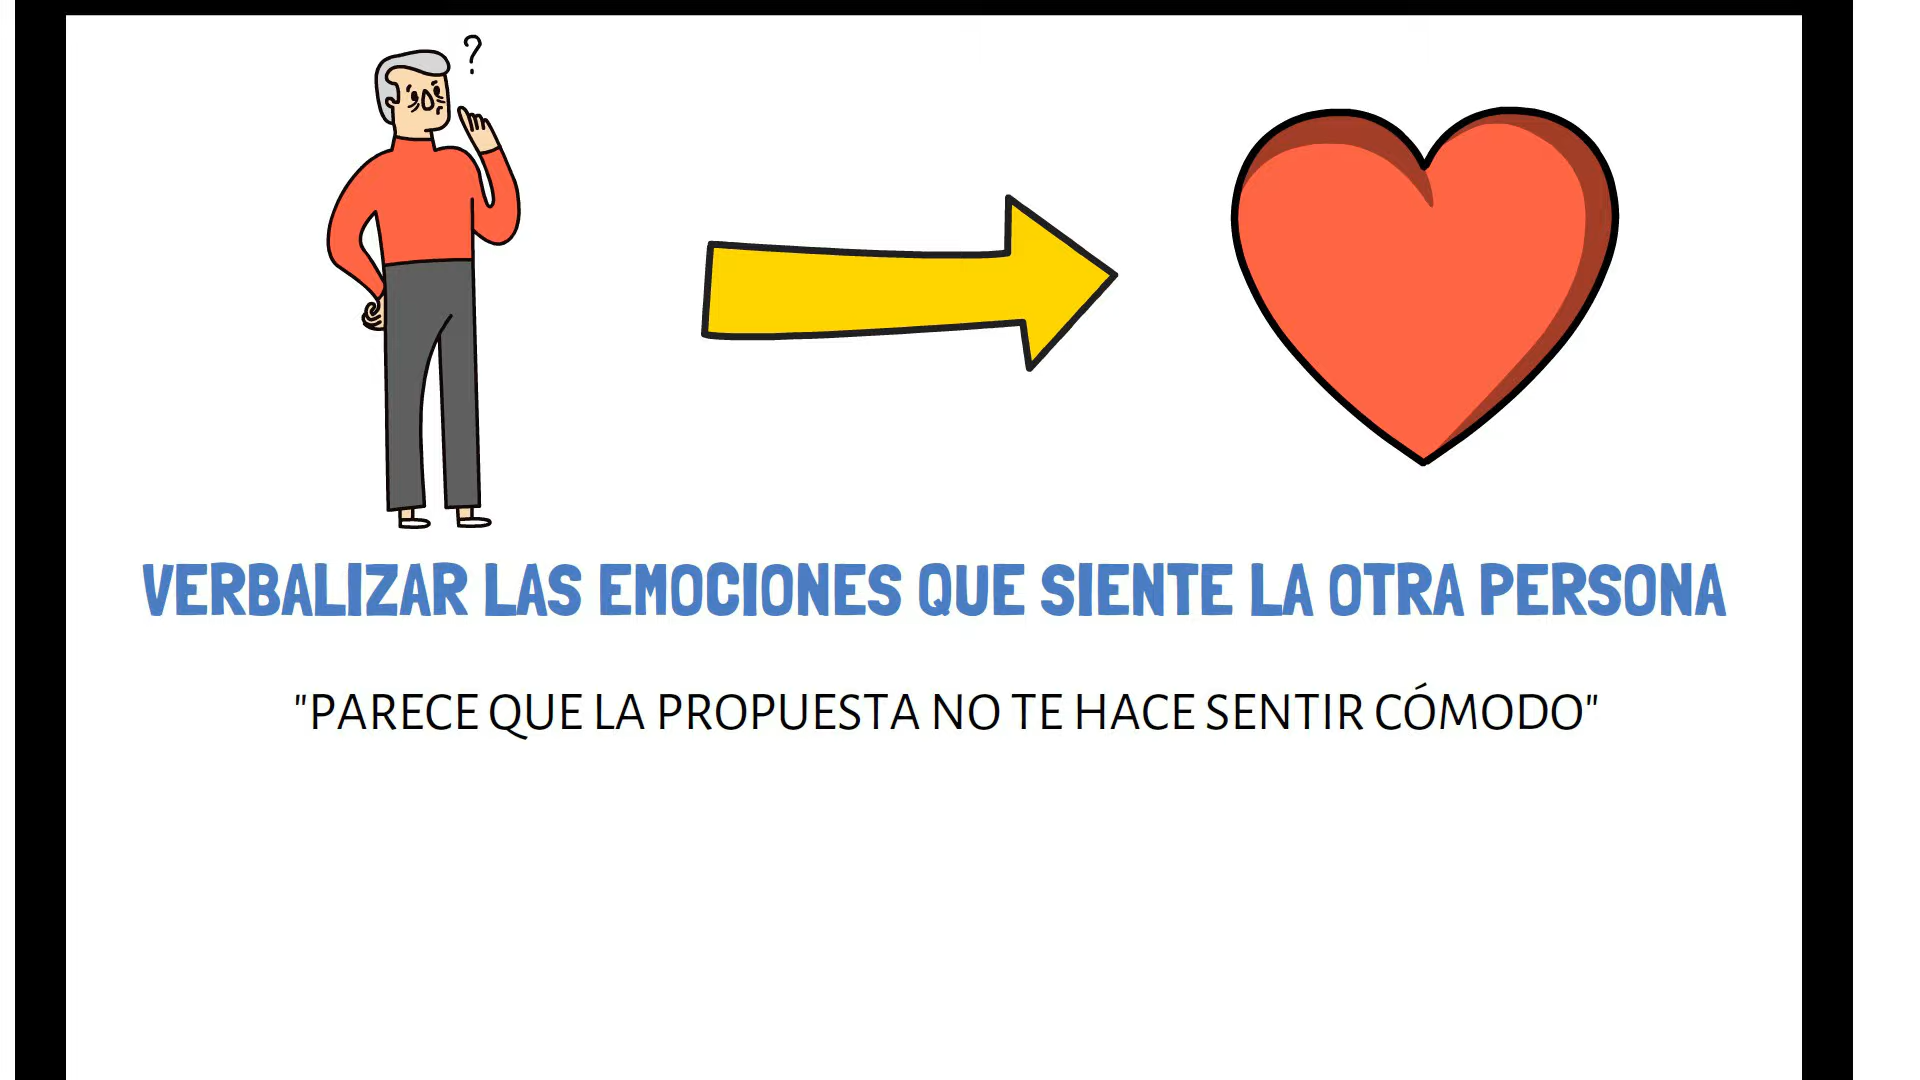 ?
VERBALIZAR LAS EMOCIONES QUE SIENTE LA OTRA PERSONA
"PARECE QUE LA PROPUESTA NO TE HACE SENTIR CÓMODO"